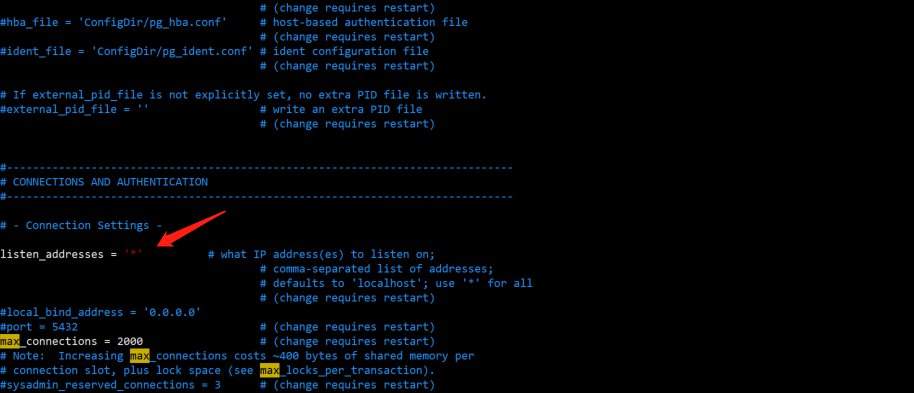 # (change requires restart)
#hba_file = 'ConfigDir/pg_hba.conf' # host-based authentication file
# (change requires restart)
#ident_file = 'ConfigDir/pg_ident.conf' # ident configuration file
# (change requires restart)
# If external_pid_file is not explicitly set, no extra PID file is written.
#external_pid_file = '' # write an extra PID file
# (change requires restart)
#------------------------------------------------------------------------------
# CONNECTIONS AND AUTHENTICATION
#------------------------------------------------------------------------------
# - Connection Settings -
listen_addresses = '*' # what IP address(es) to listen on;
# comma-separated list of addresses;
# defaults to 'localhost'; use '*' for all
# (change requires restart)
#local_bind_address = '0.0.0.0'
#port = 5432 # (change requires restart)
max_connections = 2000 # (change requires restart)
# Note:  Increasing max_connections costs ~400 bytes of shared memory per
# connection slot, plus lock space (see max_locks_per_transaction).
#sysadmin_reserved_connections = 3 # (change requires restart)